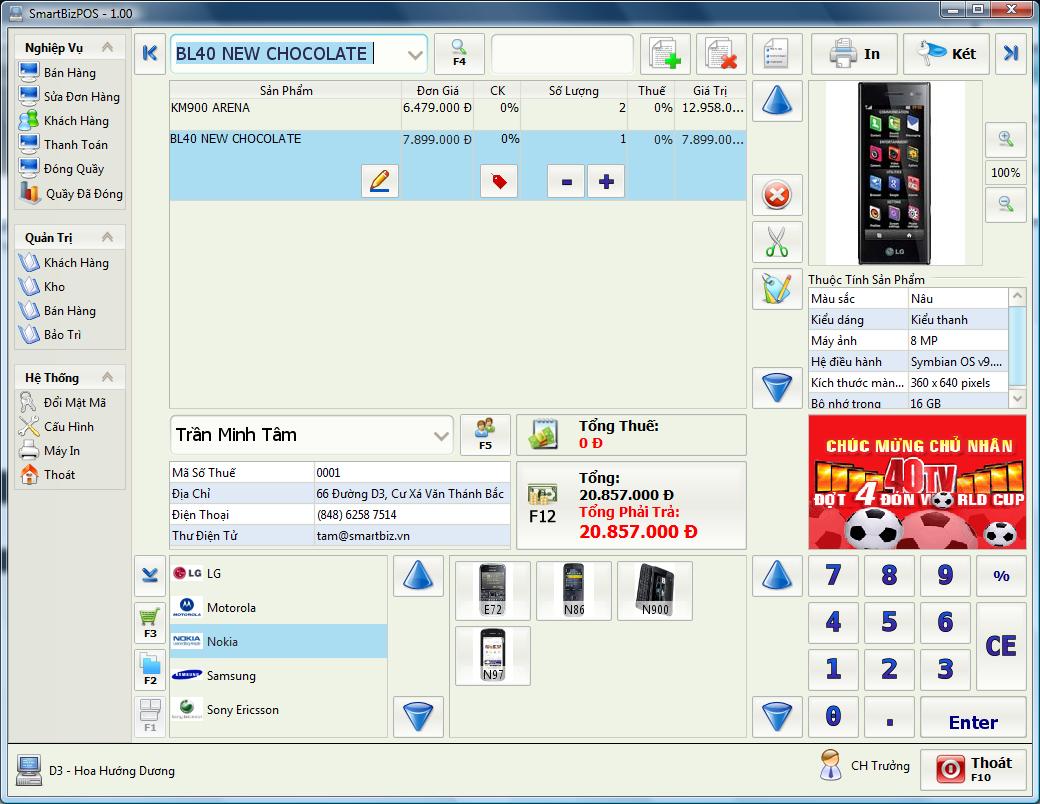 SmartBizPOS - 1.00
Nghiệp Vụ
Bán Hàng
Sửa Đơn Hàng
Khách Hàng
Thanh Toán
Đóng Quầy
Quầy Đã Đóng
Quản Trị
Khách Hàng
Kho
Bán Hàng
Bảo Trì
Hệ Thống
Đổi Mật Mã
Cấu Hình
Máy In
Thoát
BL40 NEW CHOCOLATE
F4
In
Két
Sản Phẩm Đơn Giá CK Số Lượng Thuế Giá Trị
KM900 ARENA 6.479.000 Đ 0% 2 0% 12.958.0...
BL40 NEW CHOCOLATE 7.899.000 Đ 0% 1 0% 7.899.00...
100%
LG
Thuộc Tính Sản Phẩm
Màu sắc Nâu
Kiểu dáng Kiểu thanh
Máy ảnh 8 MP
Hệ điều hành Symbian OS v9....
Kích thước màn... 360 x 640 pixels
Bộ nhớ trong 16 GB
Trần Minh Tâm
F5
Mã Số Thuế 0001
Địa Chỉ 66 Đường D3, Cư Xá Văn Thánh Bắc
Điện Thoại (848) 6258 7514
Thư Điện Tử tam@smartbiz.vn
Tổng Thuế:
0 Đ
F12
Tổng:
20.857.000 Đ
Tổng Phải Trả:
20.857.000 Đ
CHÚC MỪNG CHỦ NHÂN
40TV
ĐỢT 4 ĐÓN WORLD CUP
F3
F2
F1
LG LG
MOTOROLA Motorola
NOKIA Nokia
SAMSUNG Samsung
Sony Ericsson Sony Ericsson
E72 N86 N900
N97
7 8 9 %
4 5 6 CE
1 2 3
0 . Enter
D3 - Hoa Hướng Dương
CH Trưởng
Thoát
F10